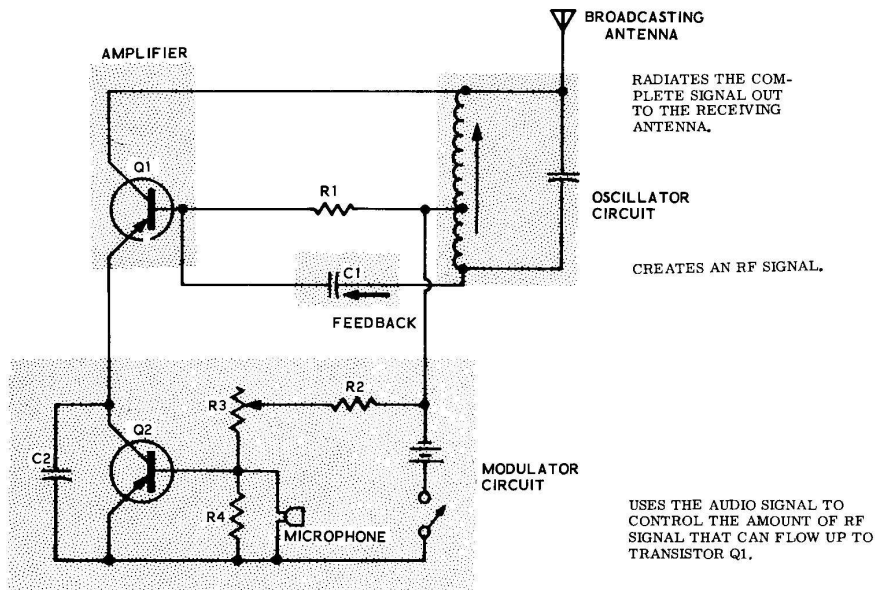 BROADCASTING
ANTENNA
AMPLIFIER
RADIATES THE COM-
PLETE SIGNAL OUT
TO THE RECEIVING
ANTENNA.
Q1
R1
OSCILLATOR
CIRCUIT
C1
CREATES AN RF SIGNAL.
FEEDBACK
R2
R3
Q2
C2
MODULATOR
CIRCUIT
R4
MICROPHONE
USES THE AUDIO SIGNAL TO
CONTROL THE AMOUNT OF RF
SIGNAL THAT CAN FLOW UP TO
TRANSISTOR Q1.